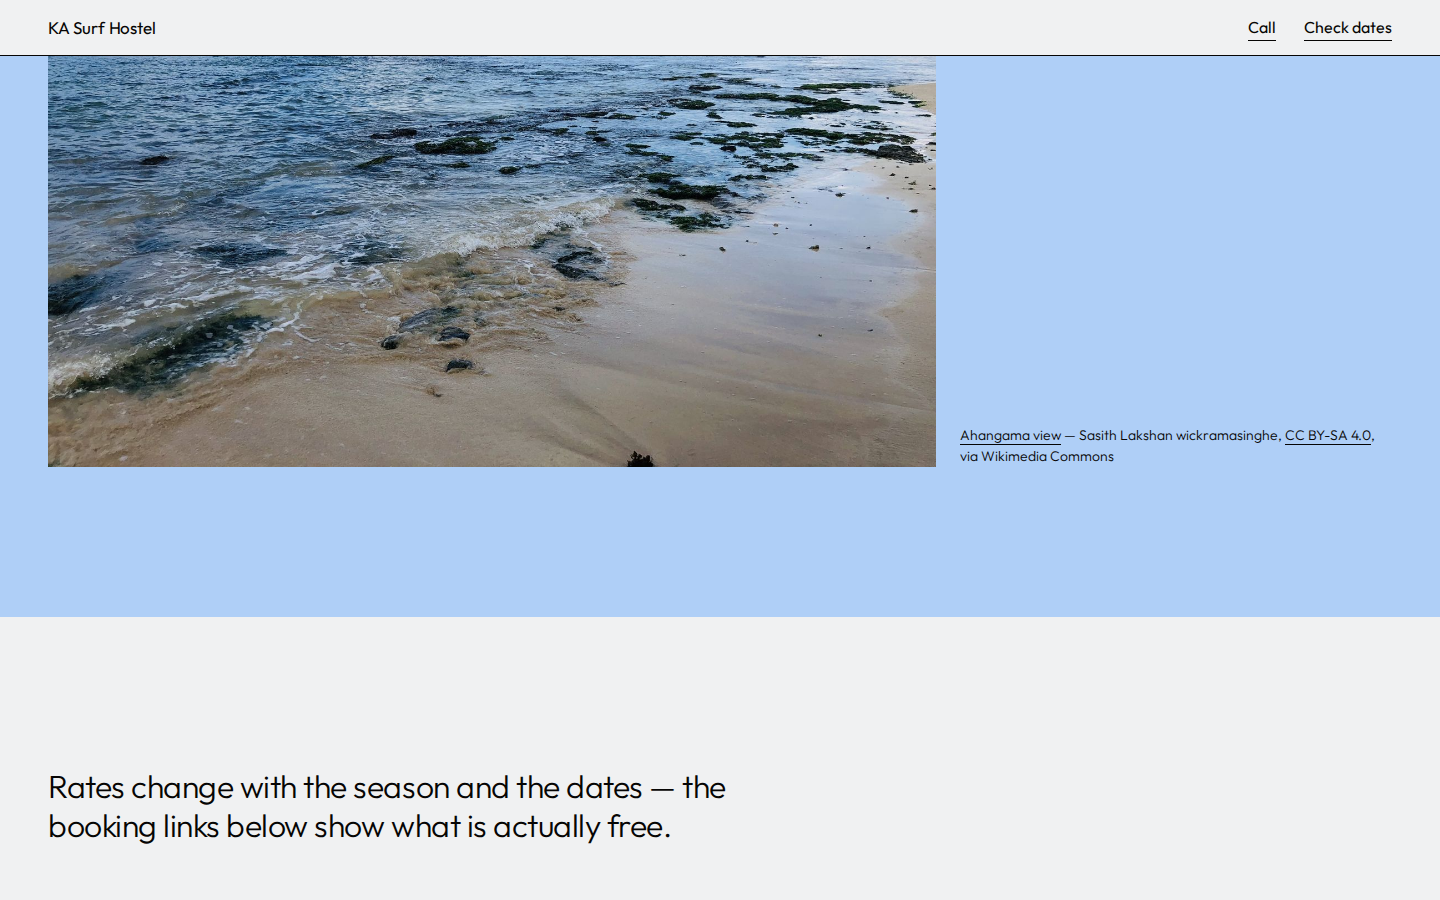 KA Surf Hostel
Call
Check dates
Ahangama view — Sasith Lakshan wickramasinghe, CC BY-SA 4.0,
via Wikimedia Commons
Rates change with the season and the dates — the
booking links below show what is actually free.